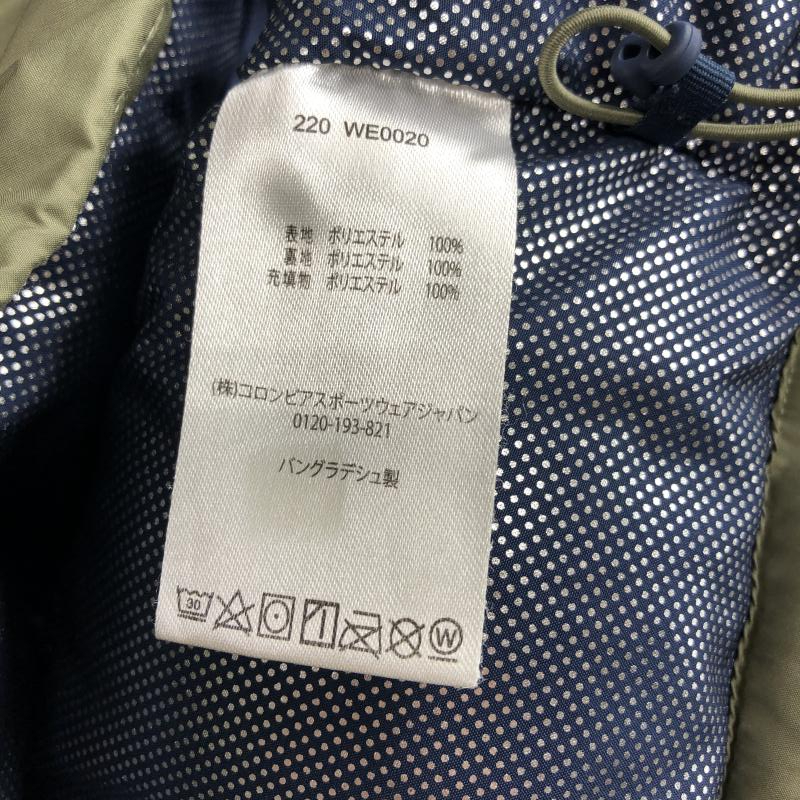 220 WE0020
表地 ポリエステル 100%
裏地 ポリエステル 100%
充填物 ポリエステル 100%
(株)コロンビアスポーツウェアジャパン
0120-193-821
バングラデシュ製
30
W